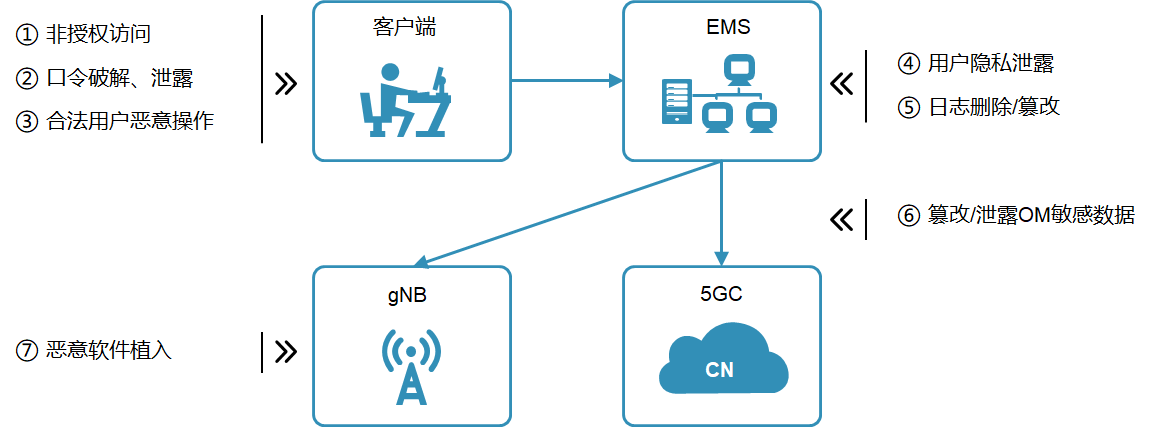 ① 非授权访问
② 口令破解、泄露
③ 合法用户恶意操作
客户端
EMS
④ 用户隐私泄露
⑤ 日志删除/篡改
⑥ 篡改/泄露OM敏感数据
⑦ 恶意软件植入
gNB
5GC
CN